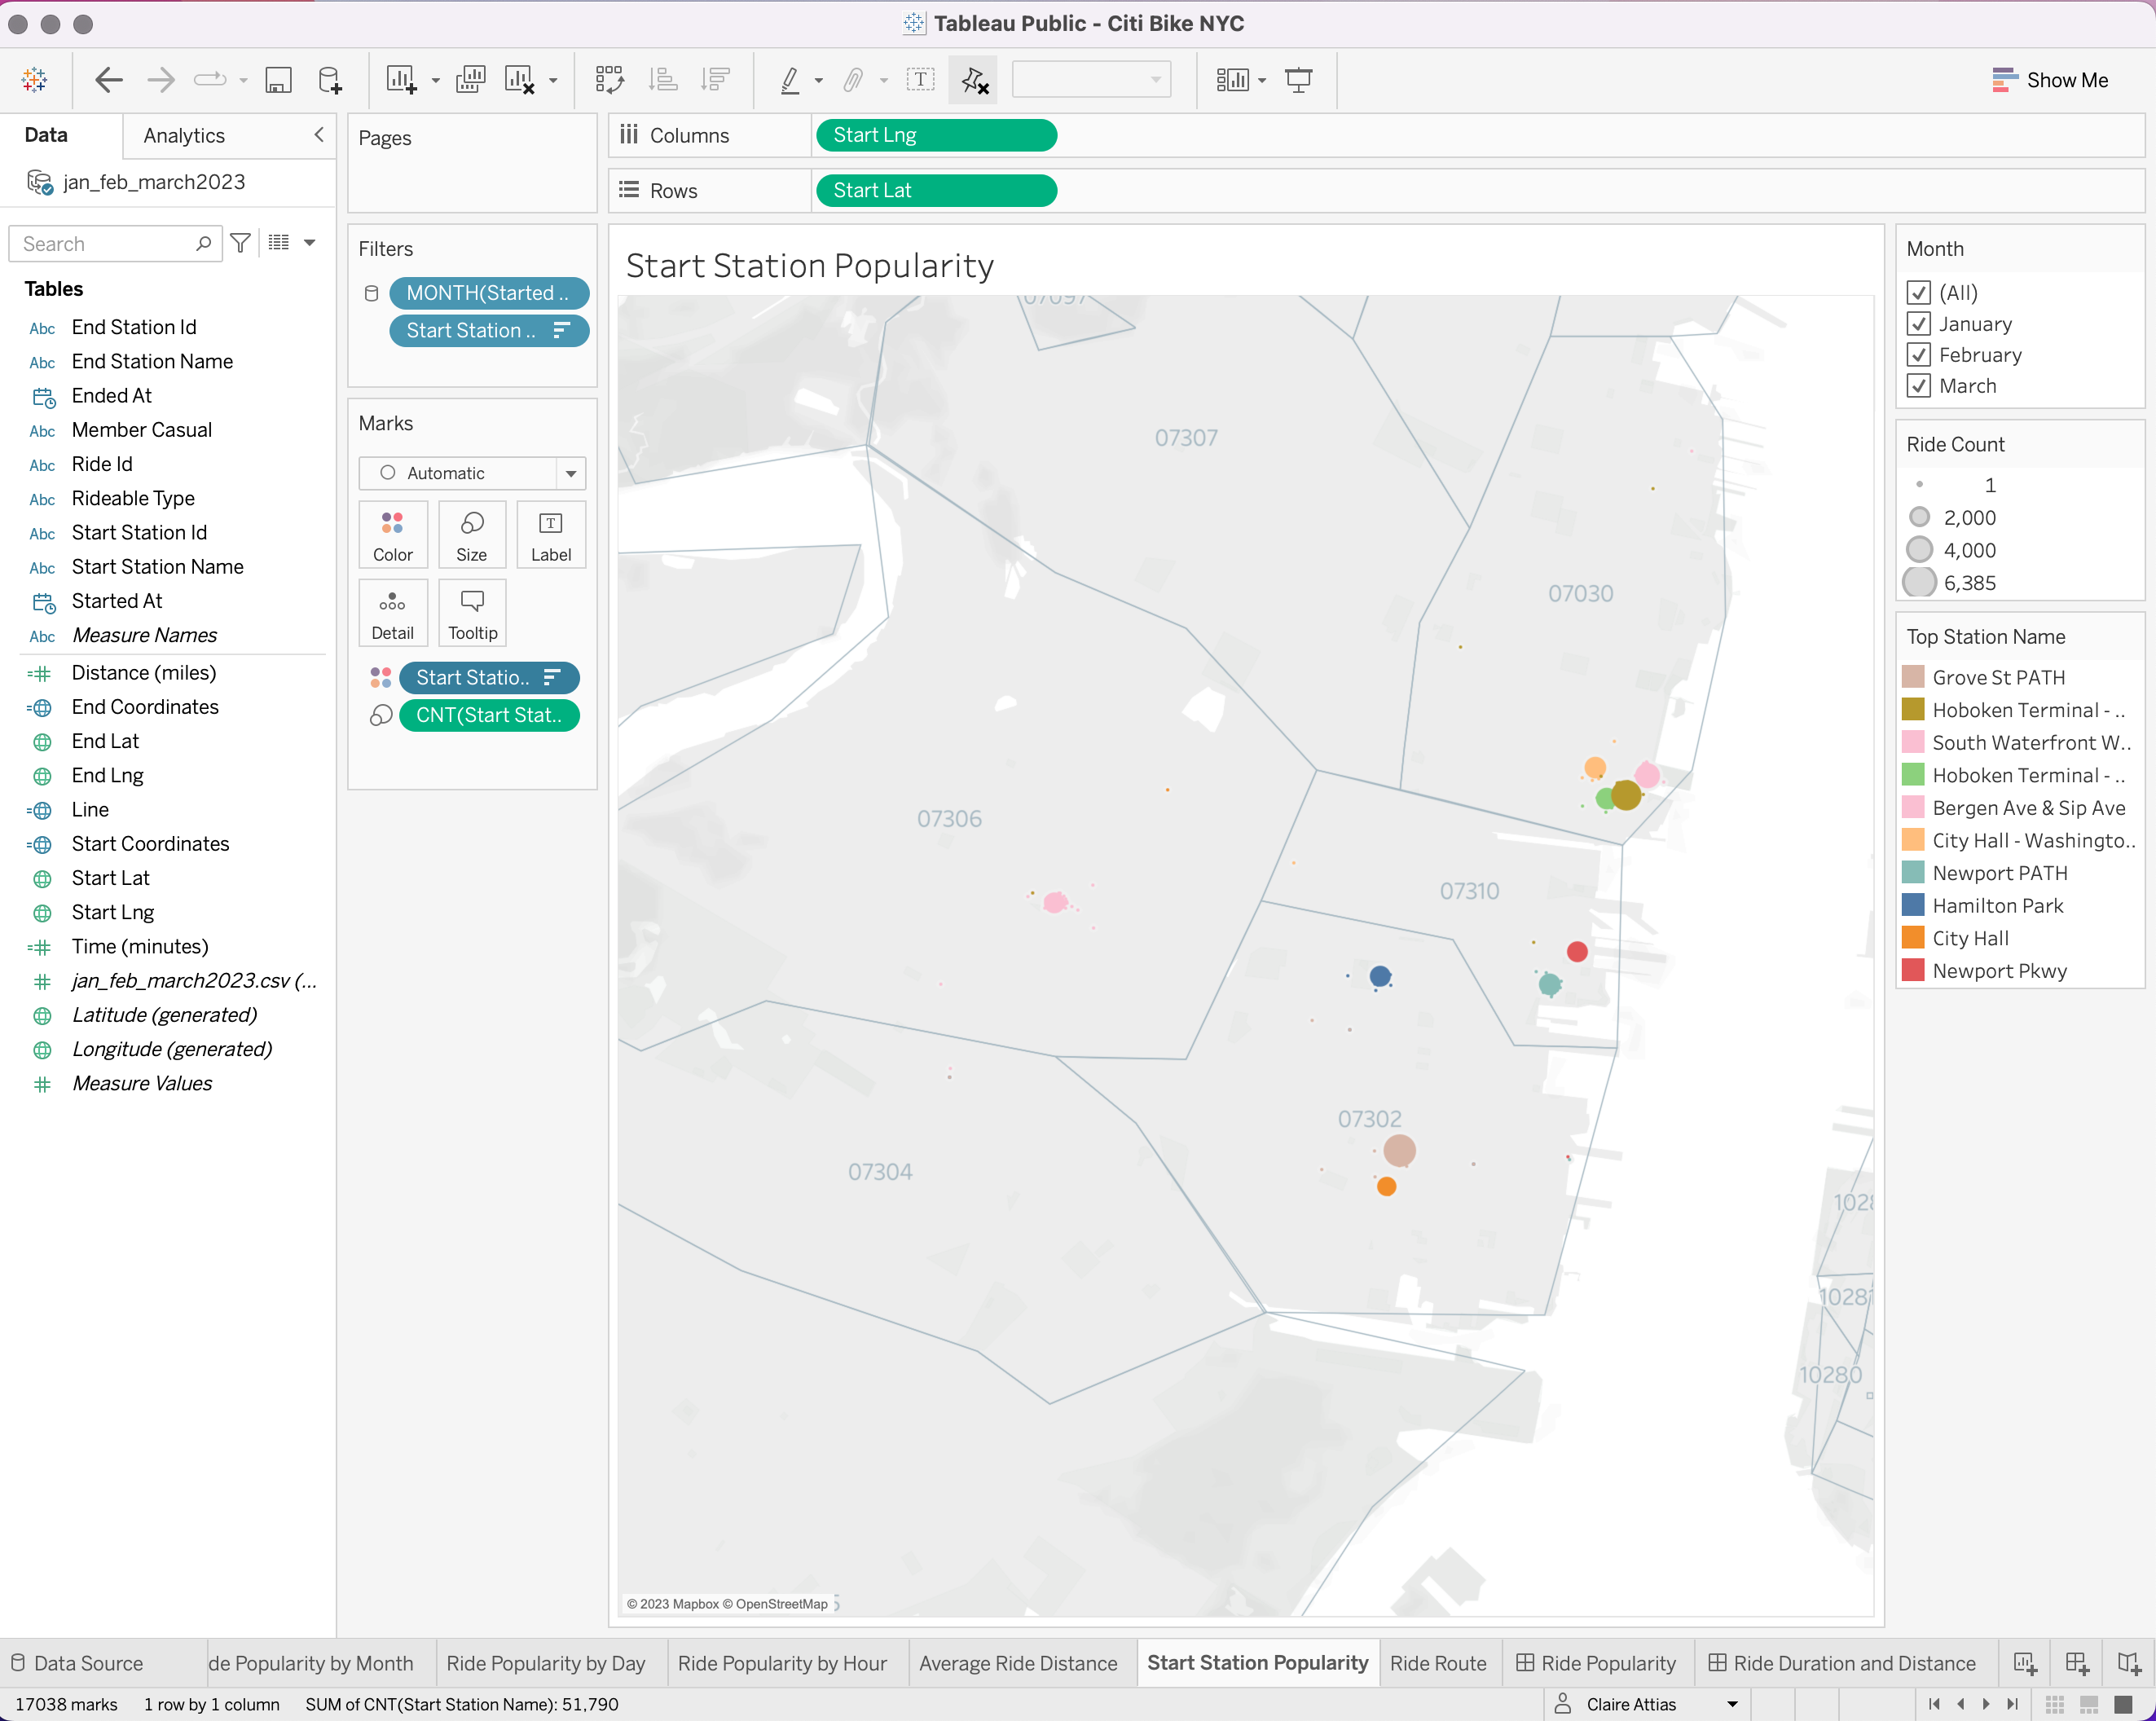 Tableau Public - Citi Bike NYC
Show Me
Data
Analytics
jan_feb_march2023
Search
Tables
Abc End Station Id
Abc End Station Name
Ended At
Abc Member Casual
Abc Ride Id
Abc Rideable Type
Abc Start Station Id
Abc Start Station Name
Started At
Abc Measure Names
Distance (miles)
End Coordinates
End Lat
End Lng
Line
Start Coordinates
Start Lat
Start Lng
Time (minutes)
jan_feb_march2023.csv (...
Latitude (generated)
Longitude (generated)
Measure Values
Pages
Filters
MONTH(Started ..
Start Station ..
Marks
Automatic
Color
Size
Label
Detail
Tooltip
Start Statio..
CNT(Start Stat..
Columns
Start Lng
Rows
Start Lat
Start Station Popularity
07097
07307
07030
07306
07310
07302
07304
10280
© 2023 Mapbox © OpenStreetMap
Month
(All)
January
February
March
Ride Count
1
2,000
4,000
6,385
Top Station Name
Grove St PATH
Hoboken Terminal - ..
South Waterfront W..
Hoboken Terminal - ..
Bergen Ave & Sip Ave
City Hall - Washingto..
Newport PATH
Hamilton Park
City Hall
Newport Pkwy
Data Source
de Popularity by Month
Ride Popularity by Day
Ride Popularity by Hour
Average Ride Distance
Start Station Popularity
Ride Route
Ride Popularity
Ride Duration and Distance
17038 marks
1 row by 1 column
SUM of CNT(Start Station Name): 51,790
Claire Attias